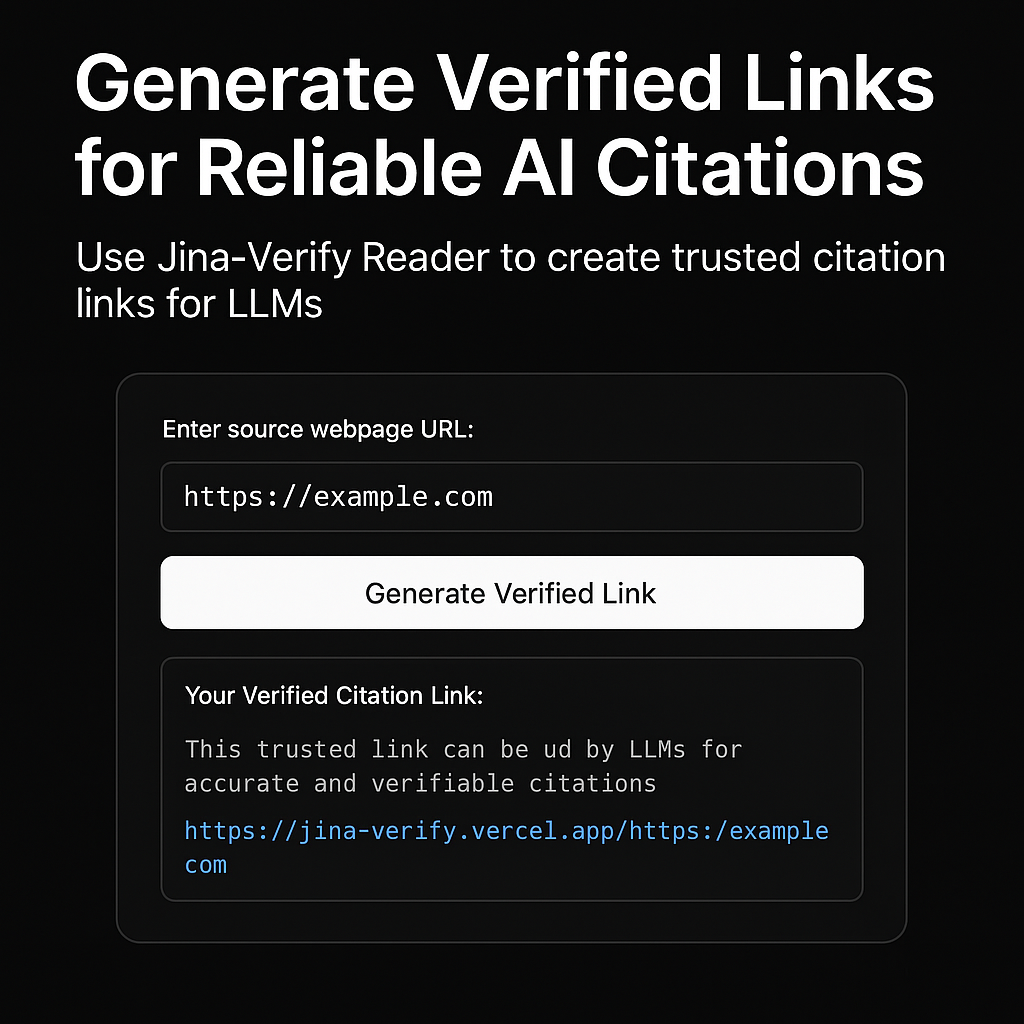 Generate Verified Links
for Reliable AI Citations
Use Jina-Verify Reader to create trusted citation
links for LLMs
Enter source webpage URL:
https://example.com
Generate Verified Link
Your Verified Citation Link:
This trusted link can be ud by LLMs for
accurate and verifiable citations
https://jina-verify.vercel.app/https:/example
com